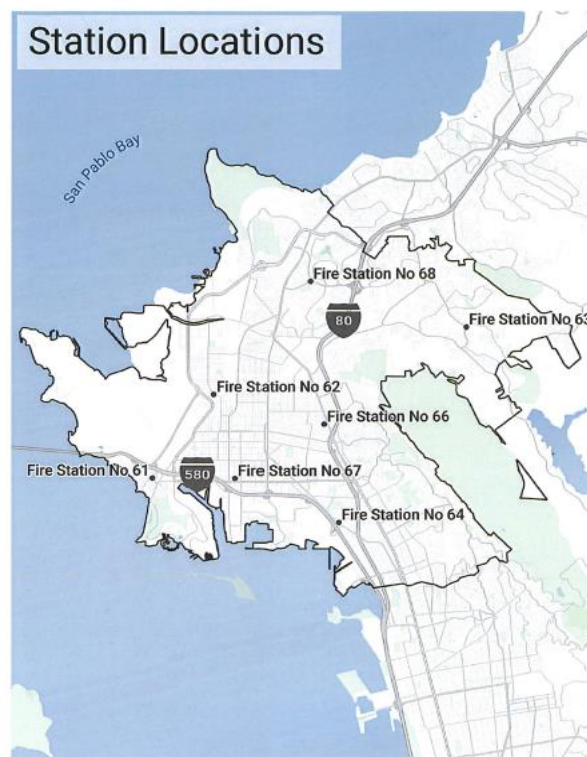 Station Locations
San Pablo Bay
Fire Station No 68
80
Fire Station No 63
Fire Station No 62
Fire Station No 66
Fire Station No 61
580
Fire Station No 67
Fire Station No 64